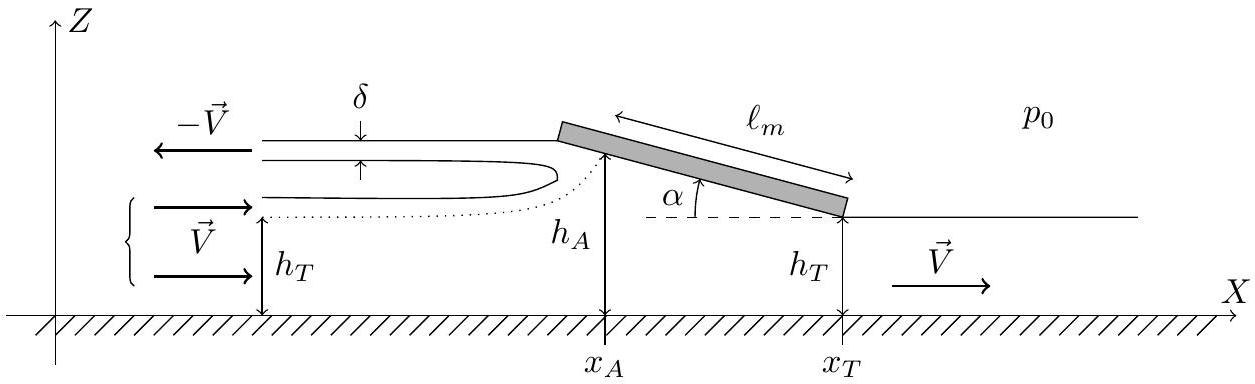 Z
δ
−V⃗
ℓ_m
p_0
α
V⃗
h_A
h_T
h_T
V⃗
X
x_A
x_T